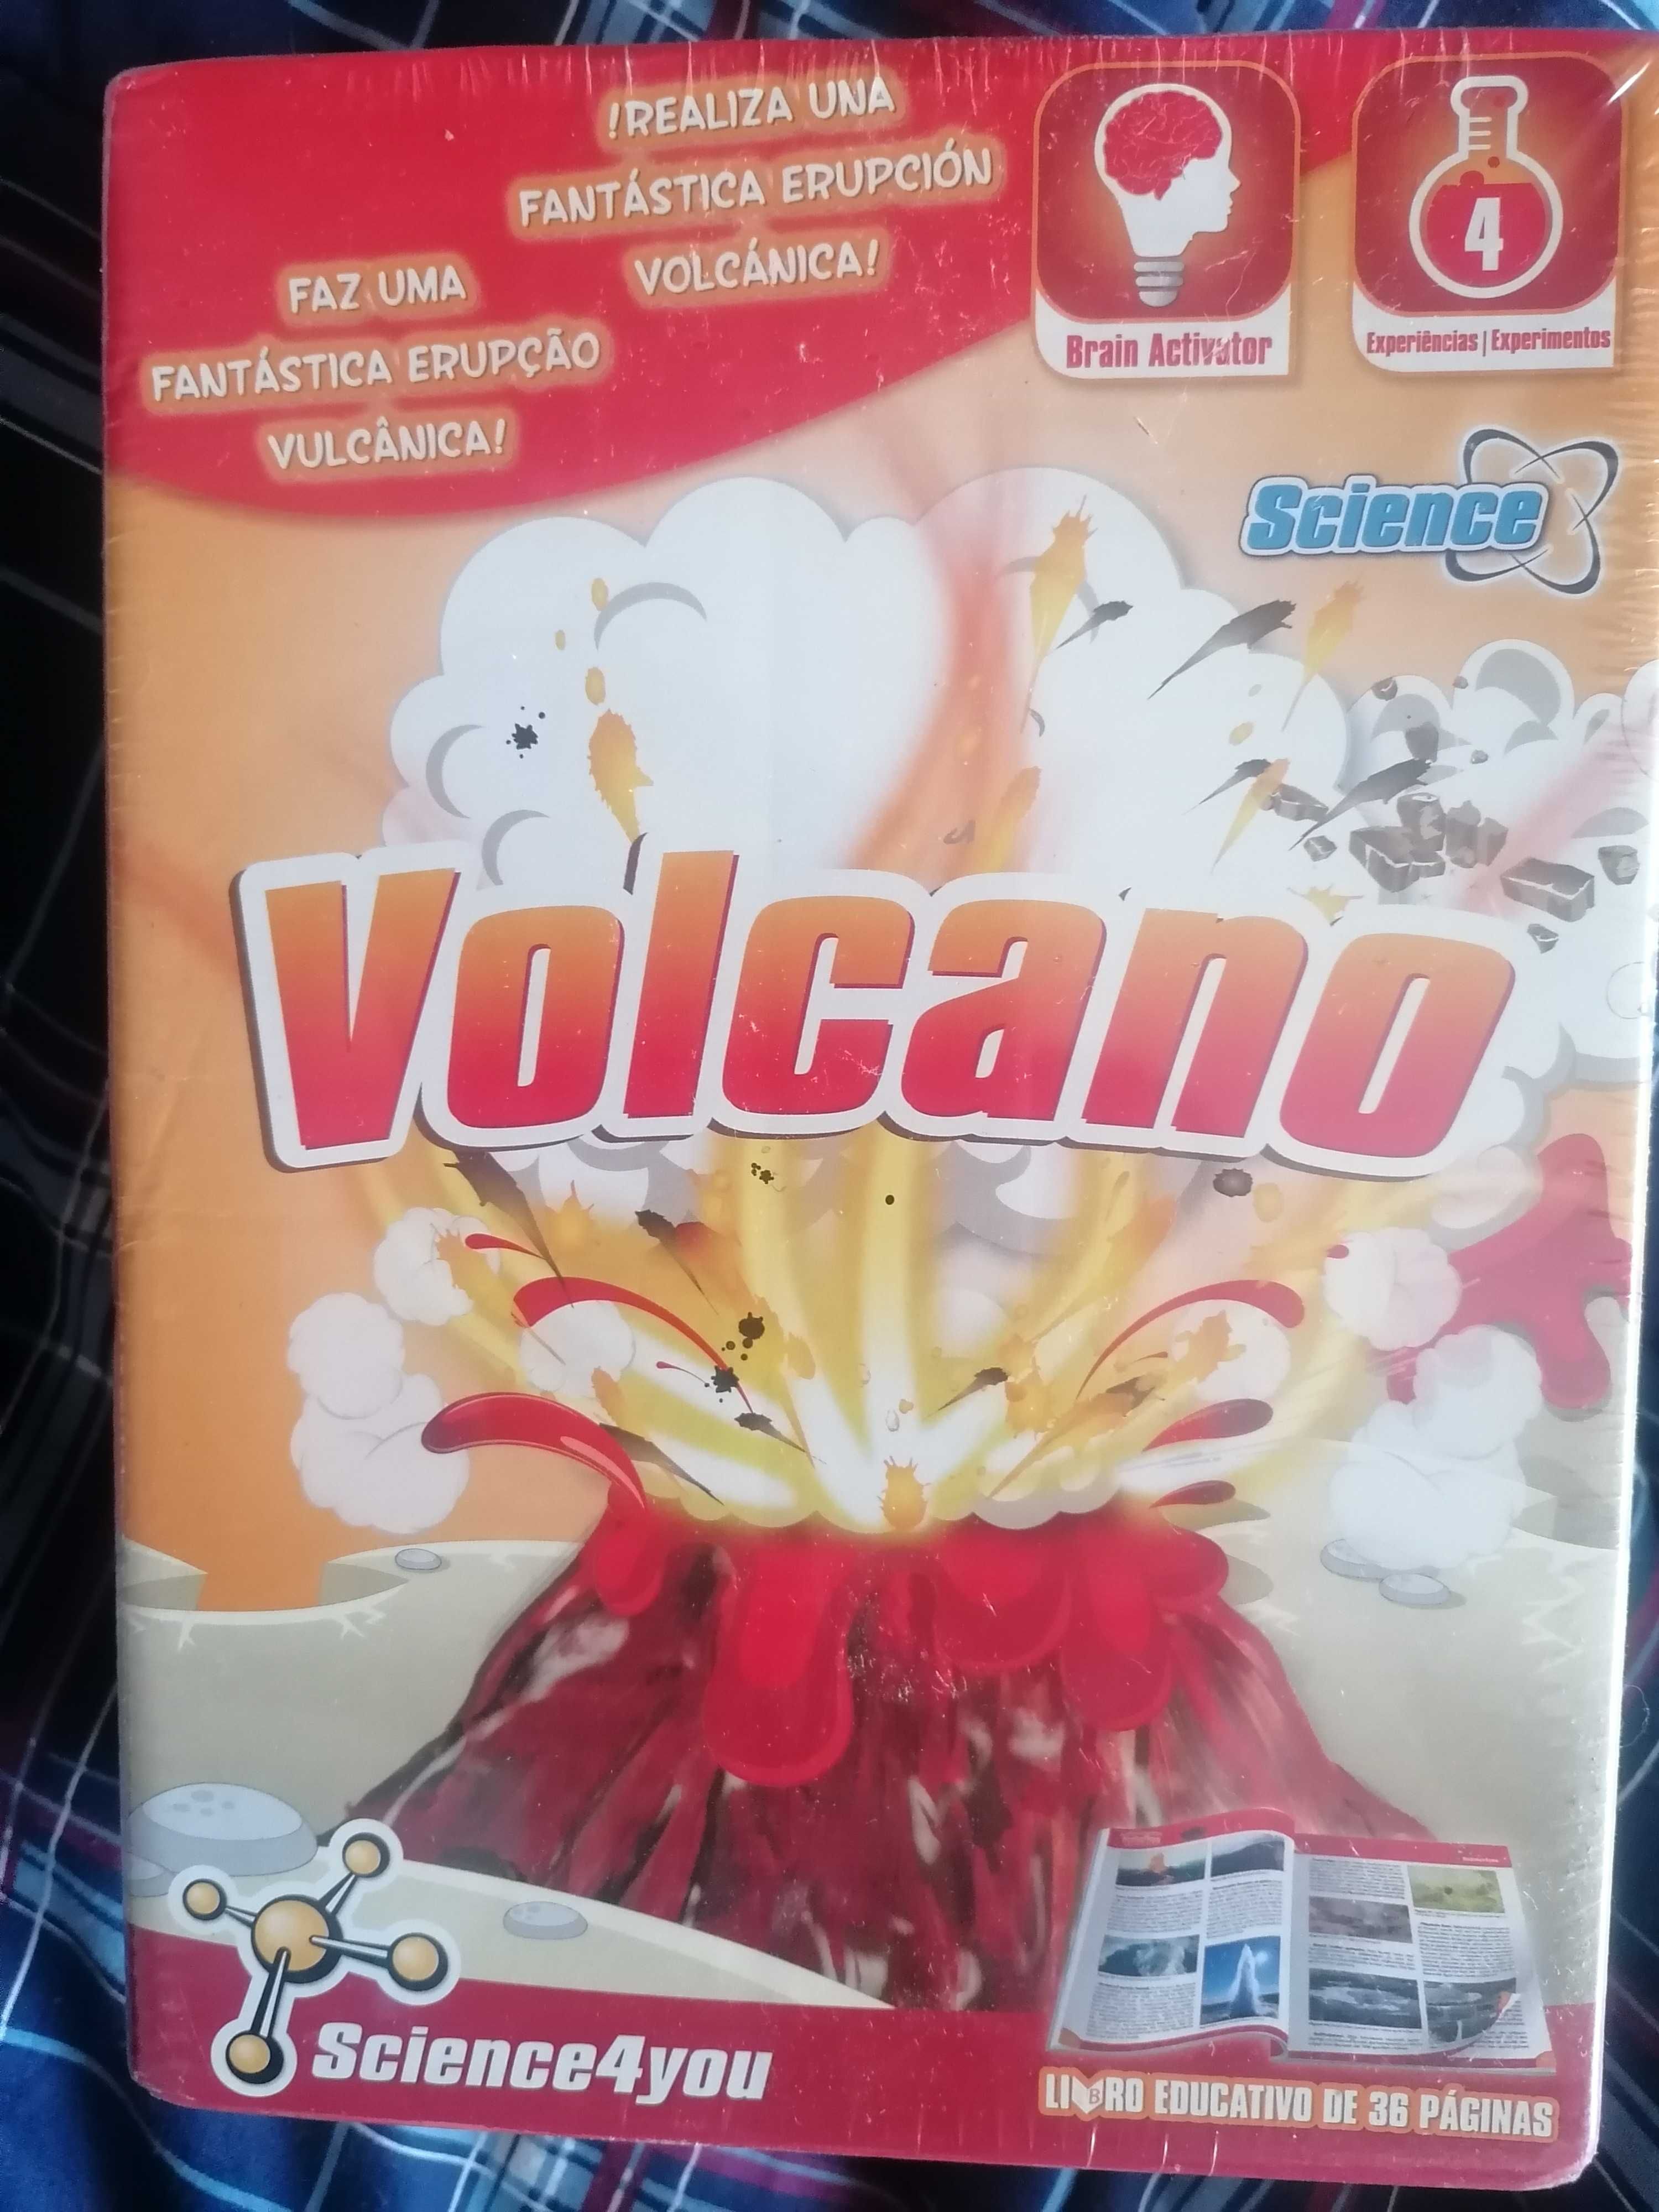 !REALIZA UNA
FANTÁSTICA ERUPCIÓN
VOLCÁNICA!
FAZ UMA
FANTÁSTICA ERUPÇÃO
VULCÂNICA!
Brain Activator
4
Experiências | Experimentos
Science
Volcano
Science4you
LIBRO EDUCATIVO DE 36 PÁGINAS